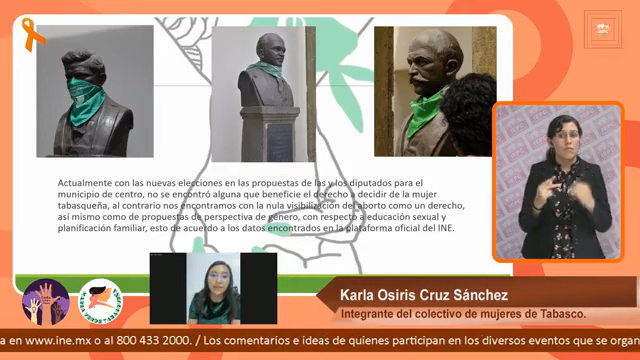 Actualmente con las nuevas elecciones en las propuestas de las y los diputados para el
municipio de centro, no se encontró alguna que beneficie el derecho a decidir de la mujer
tabasqueña, al contrario nos encontramos con la nula visibilización del aborto como un derecho,
así mismo como de propuestas de perspectiva de género, con respecto a educación sexual y
planificación familiar, esto de acuerdo a los datos encontrados en la plataforma oficial del INE.
Karla Osiris Cruz Sánchez
Integrante del colectivo de mujeres de Tabasco.
a en www.ine.mx o al 800 433 2000. / Los comentarios e ideas de quienes participan en los diversos eventos que se organ